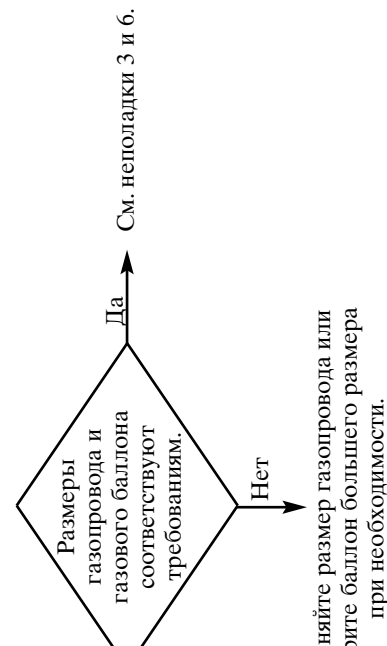 Размеры
газопровода и
газового баллона
соответствуют
требованиям.
Да
См. неполадки 3 и 6.
Нет
размер газопровода или
баллон большего размера
при необходимости.